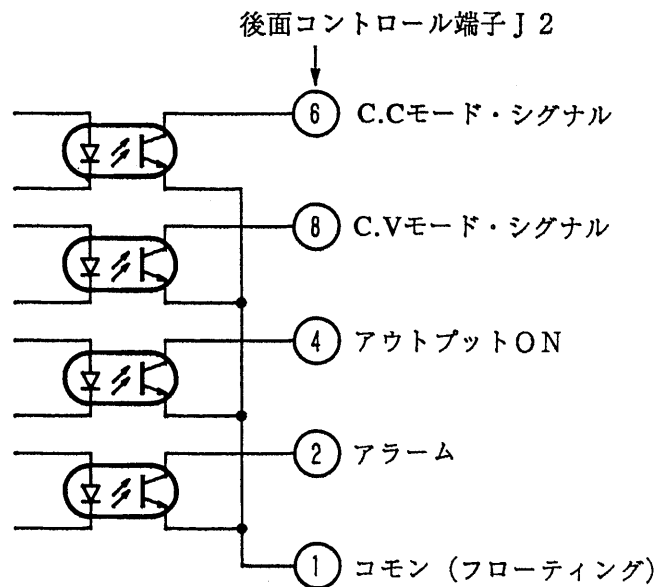 後面コントロール端子J 2
6 C.Cモード・シグナル
8 C.Vモード・シグナル
4 アウトプットON
2 アラーム
1 コモン (フローティング)